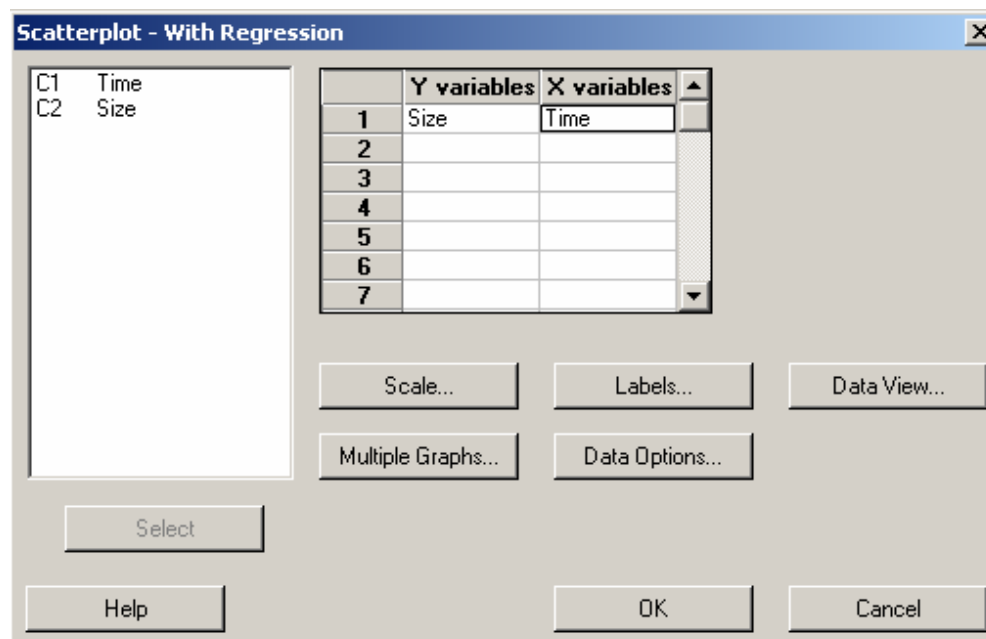 Scatterplot - With Regression
C1 Time
C2 Size
Y variables X variables
1 Size Time
2
3
4
5
6
7
Scale... Labels... Data View...
Multiple Graphs... Data Options...
Select
Help OK Cancel